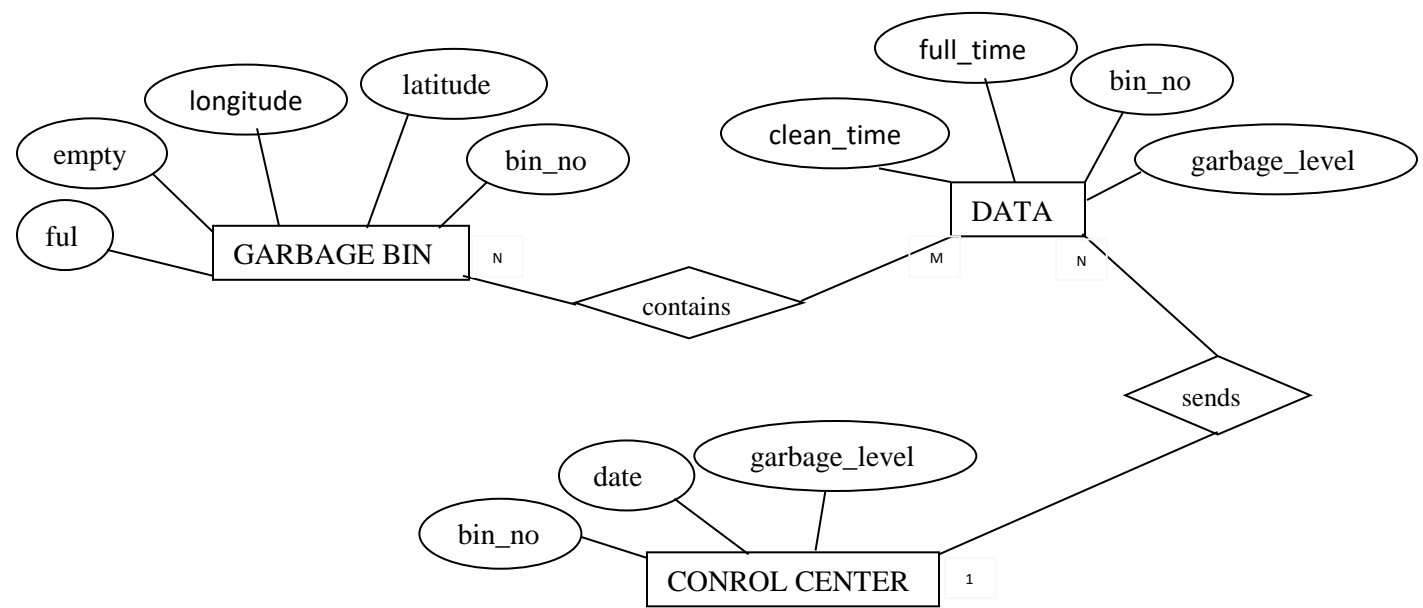 full_time
latitude
bin_no
longitude
clean_time
empty
bin_no
garbage_level
DATA
ful
GARBAGE BIN
N
M
N
contains
sends
garbage_level
date
bin_no
CONROL CENTER
1